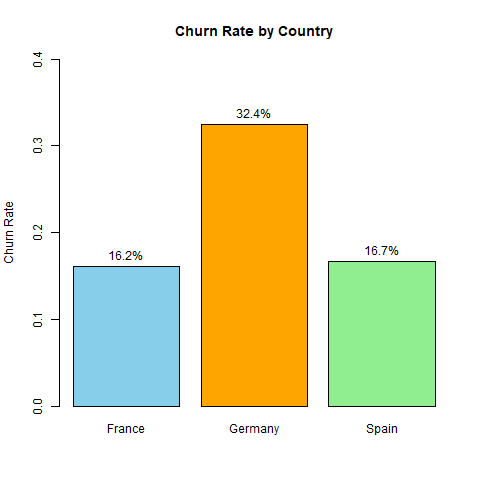 Churn Rate by Country
Churn Rate
0.4
0.3
0.2
0.1
0.0
16.2%
32.4%
16.7%
France
Germany
Spain